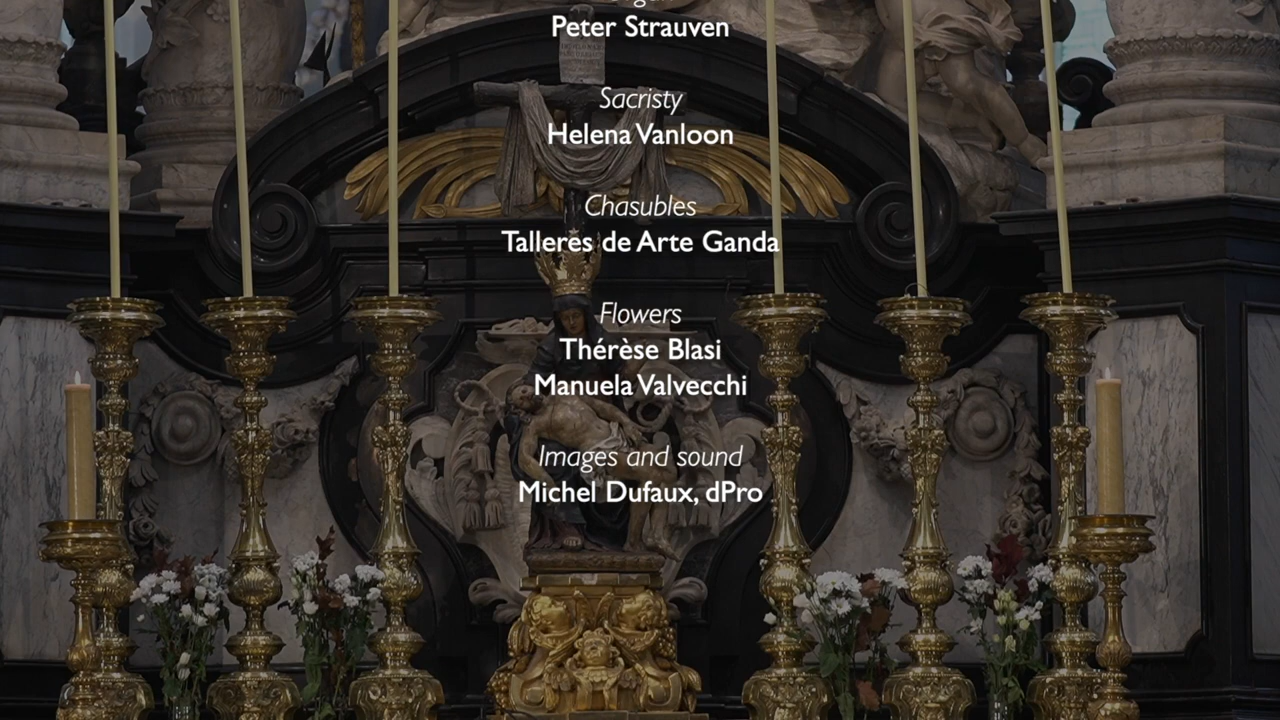 Peter Strauven
Sacristy
Helena Vanloon
Chasubles
Talleres de Arte Ganda
Flowers
Thérèse Blasi
Manuela Valvecchi
Images and sound
Michel Dufaux, dPro